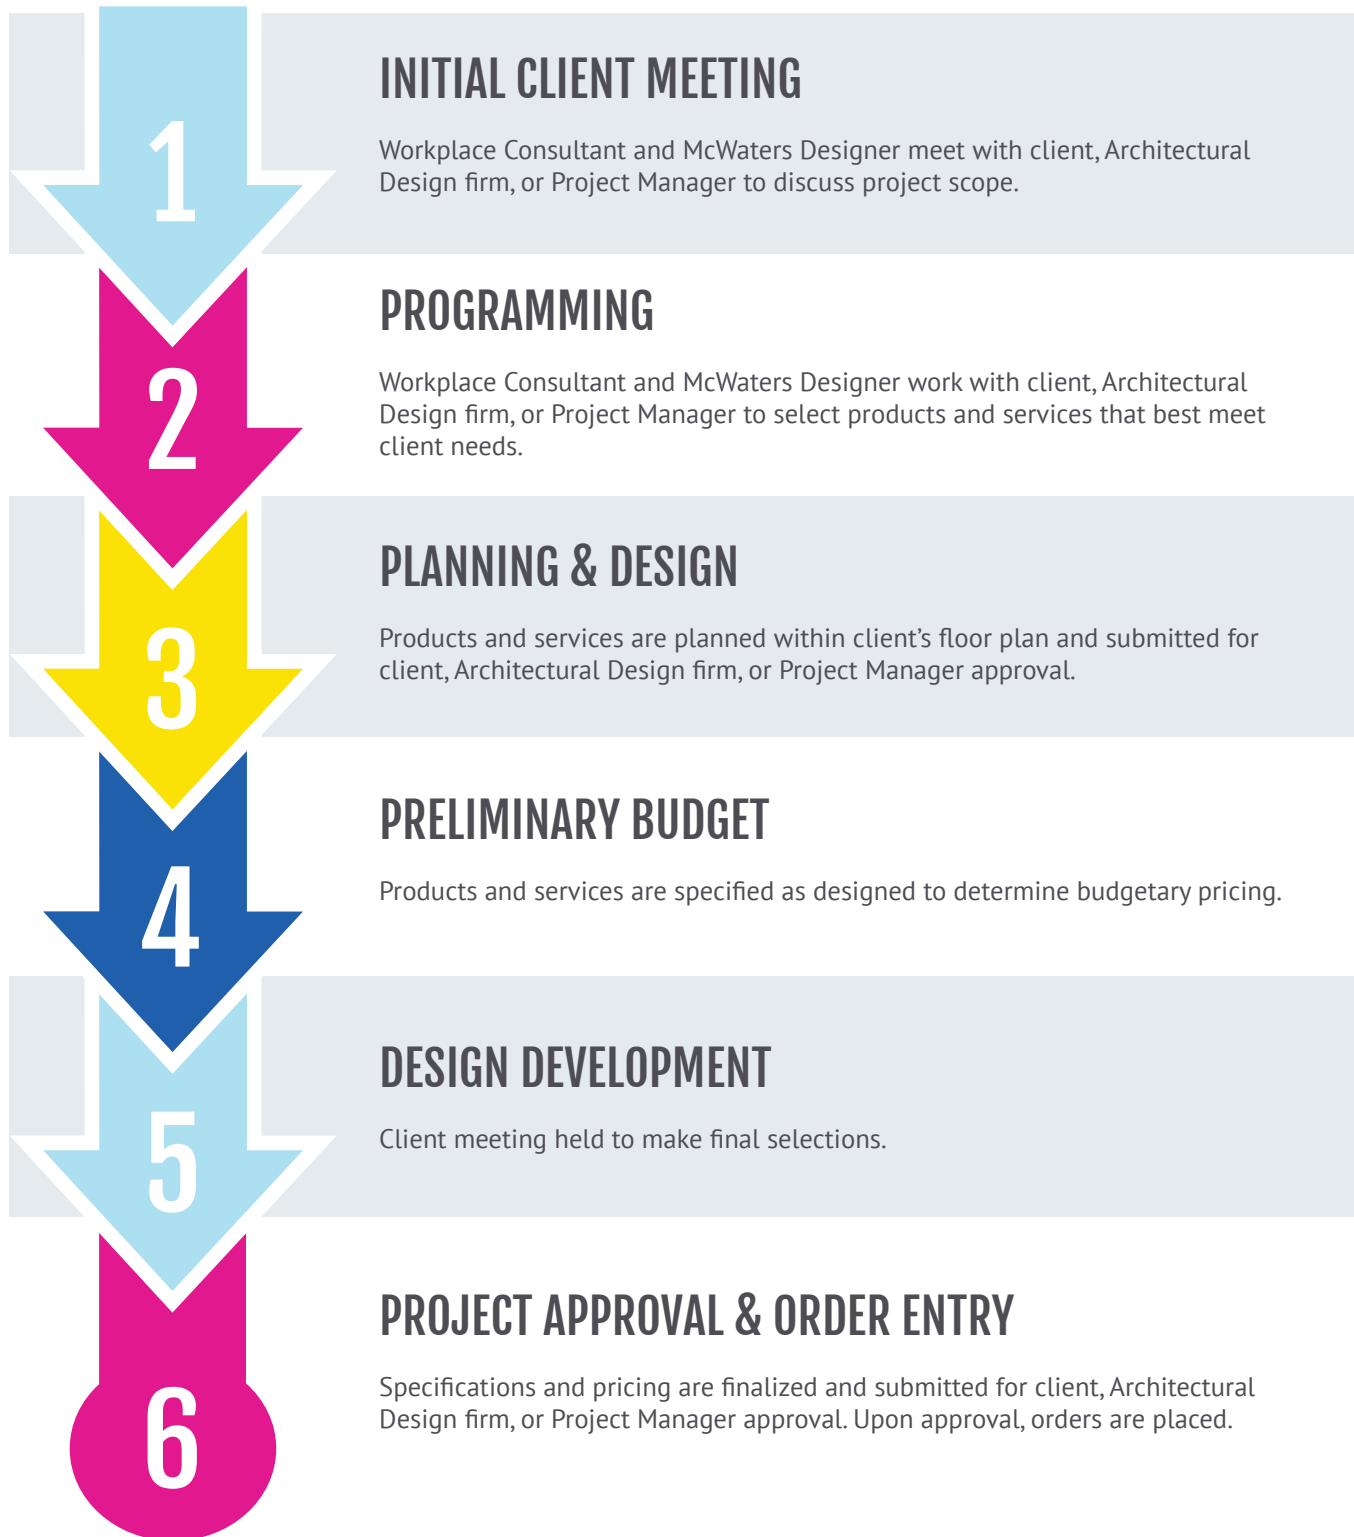 1
INITIAL CLIENT MEETING
Workplace Consultant and McWaters Designer meet with client, Architectural
Design firm, or Project Manager to discuss project scope.
2
PROGRAMMING
Workplace Consultant and McWaters Designer work with client, Architectural
Design firm, or Project Manager to select products and services that best meet
client needs.
3
PLANNING & DESIGN
Products and services are planned within client’s floor plan and submitted for
client, Architectural Design firm, or Project Manager approval.
4
PRELIMINARY BUDGET
Products and services are specified as designed to determine budgetary pricing.
5
DESIGN DEVELOPMENT
Client meeting held to make final selections.
6
PROJECT APPROVAL & ORDER ENTRY
Specifications and pricing are finalized and submitted for client, Architectural
Design firm, or Project Manager approval. Upon approval, orders are placed.